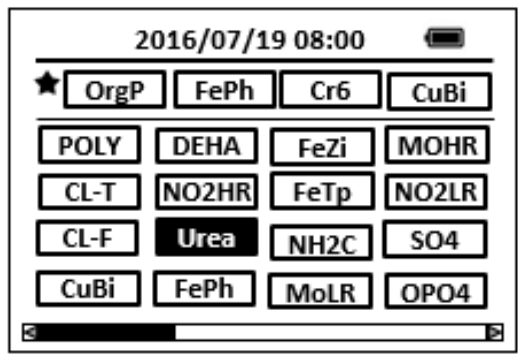 2016/07/19 08:00
OrgP FePh Cr6 CuBi
POLY DEHA FeZi MOHR
CL-T NO2HR FeTp NO2LR
CL-F Urea NH2C SO4
CuBi FePh MoLR OPO4